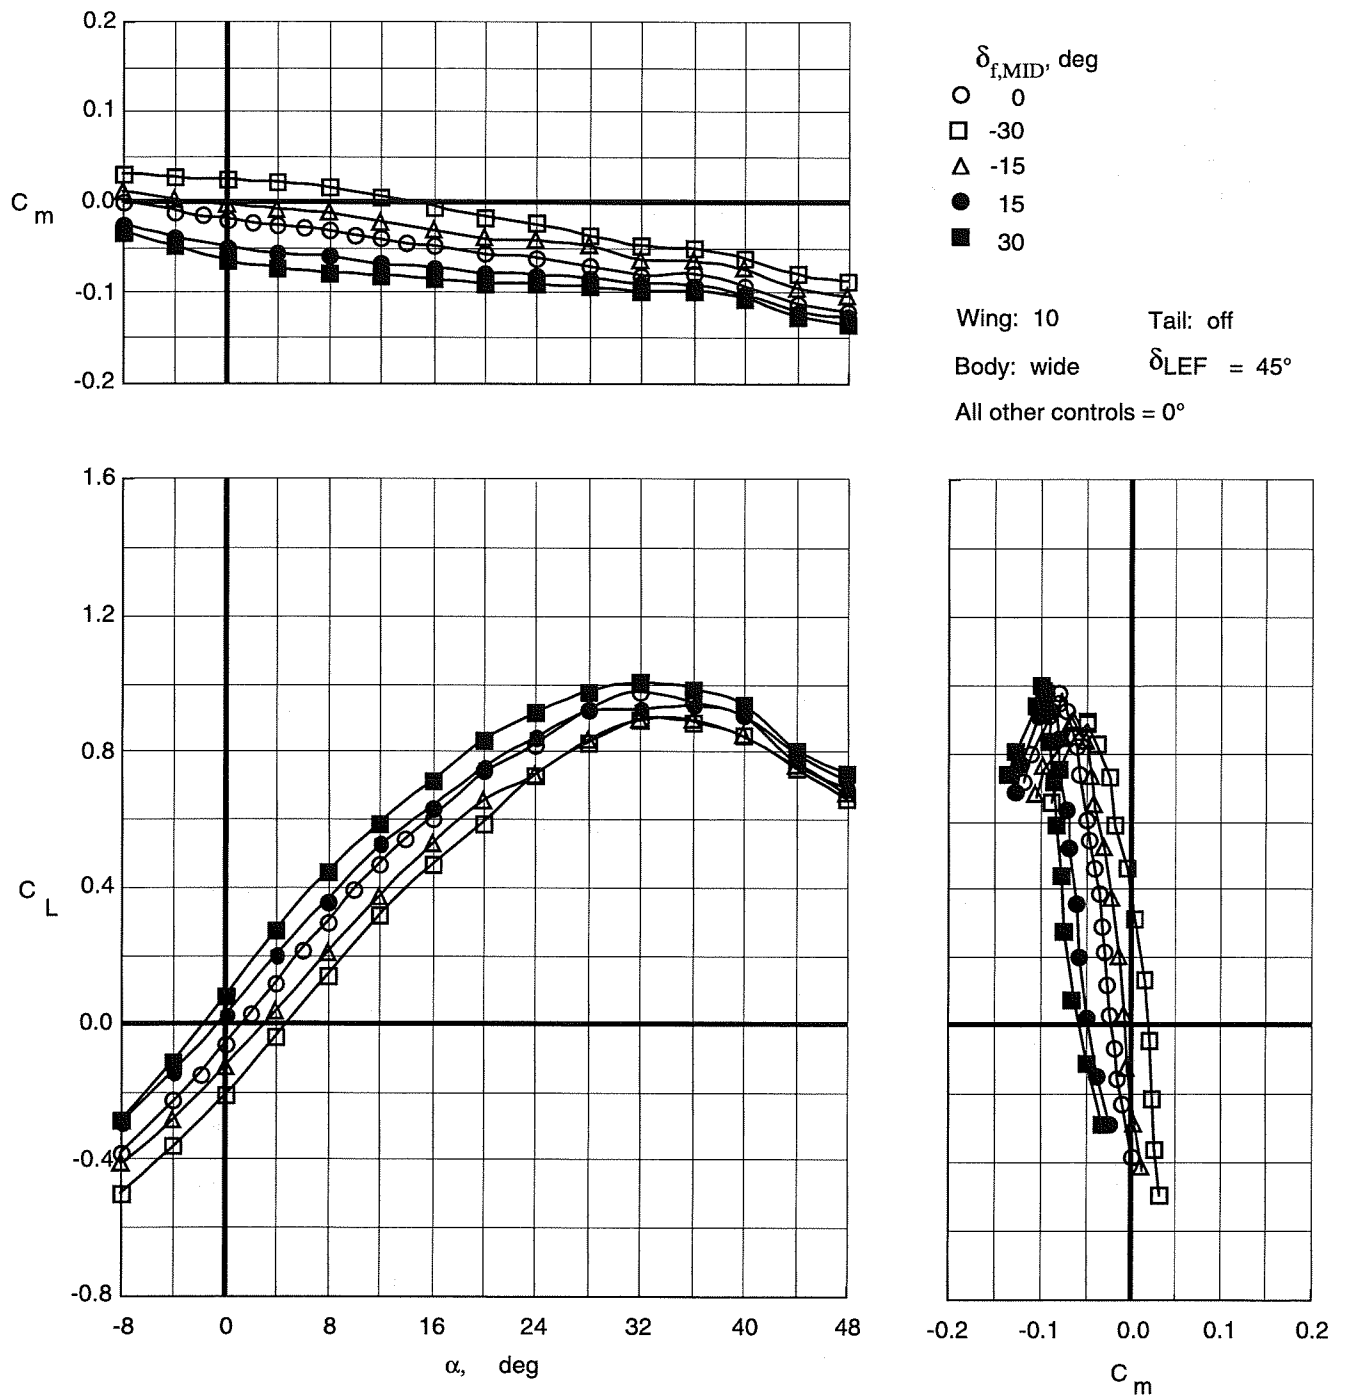 0.2
0.1
C m
0.0
-0.1
-0.2
δf,MID, deg
0
-30
-15
15
30
Wing: 10 Tail: off
Body: wide δLEF = 45°
All other controls = 0°
1.6
1.2
0.8
0.4
C L
0.0
-0.4
-0.8
-8 0 8 16 24 32 40 48
α, deg
-0.2 -0.1 0.0 0.1 0.2
C m